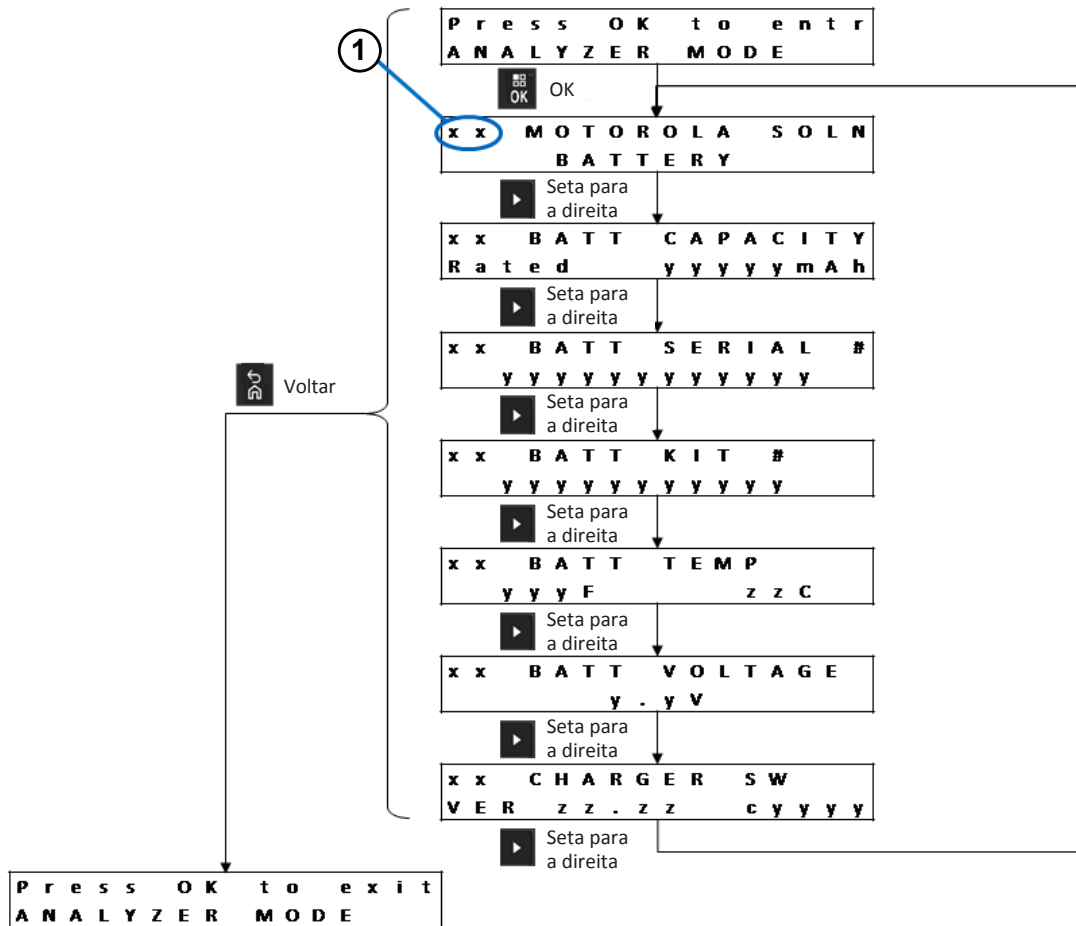 Press OK to entr
ANALYZER MODE
1
OK OK
xx MOTOROLA SOLN
BATTERY
Seta para
a direita
xx BATT CAPACITY
Rated yyyyymAh
Seta para
a direita
xx BATT SERIAL #
yyyyyyyyyyyy
Seta para
a direita
Voltar
xx BATT KIT #
yyyyyyyyyyy
Seta para
a direita
xx BATT TEMP
yyyF zzC
Seta para
a direita
xx BATT VOLTAGE
y.yV
Seta para
a direita
xx CHARGER SW
VER zz.zz cyyyy
Seta para
a direita
Press OK to exit
ANALYZER MODE